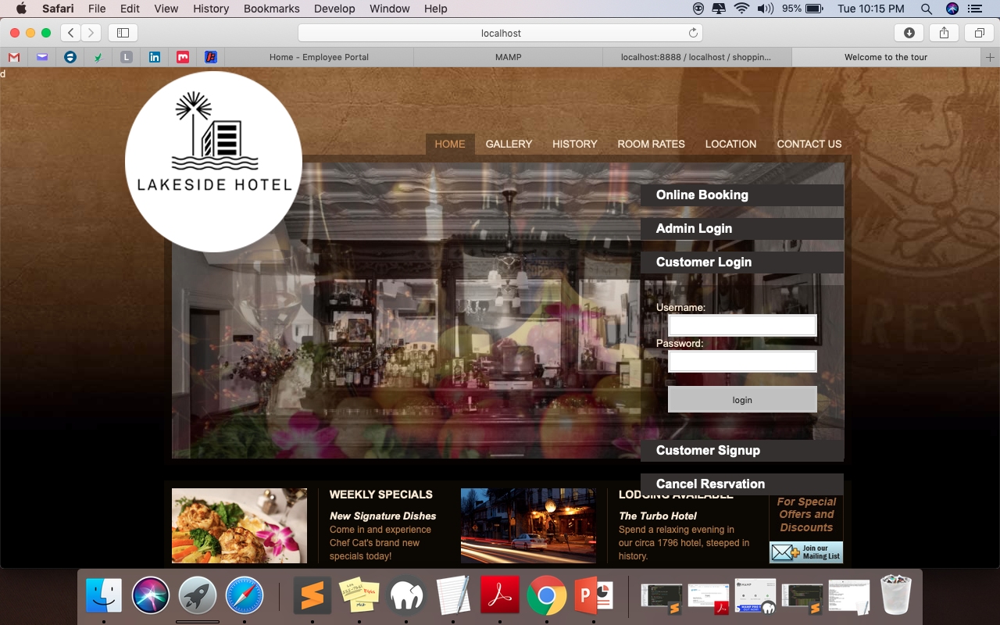 Safari File Edit View History Bookmarks Develop Window Help 95% Tue 10:15 PM
localhost
L in Home - Employee Portal MAMP localhost:8888 / localhost / shoppin... Welcome to the tour
d
LAKESIDE HOTEL
HOME GALLERY HISTORY ROOM RATES LOCATION CONTACT US
REST
Online Booking
Admin Login
Customer Login
Username:
Password:
login
Customer Signup
Cancel Resrvation
WEEKLY SPECIALS
New Signature Dishes
Come in and experience
Chef Cat's brand new
specials today!
LODGING AVAILABLE
The Turbo Hotel
Spend a relaxing evening in
our circa 1796 hotel, steeped in
history.
For Special
Offers and
Discounts
Join our
Mailing List